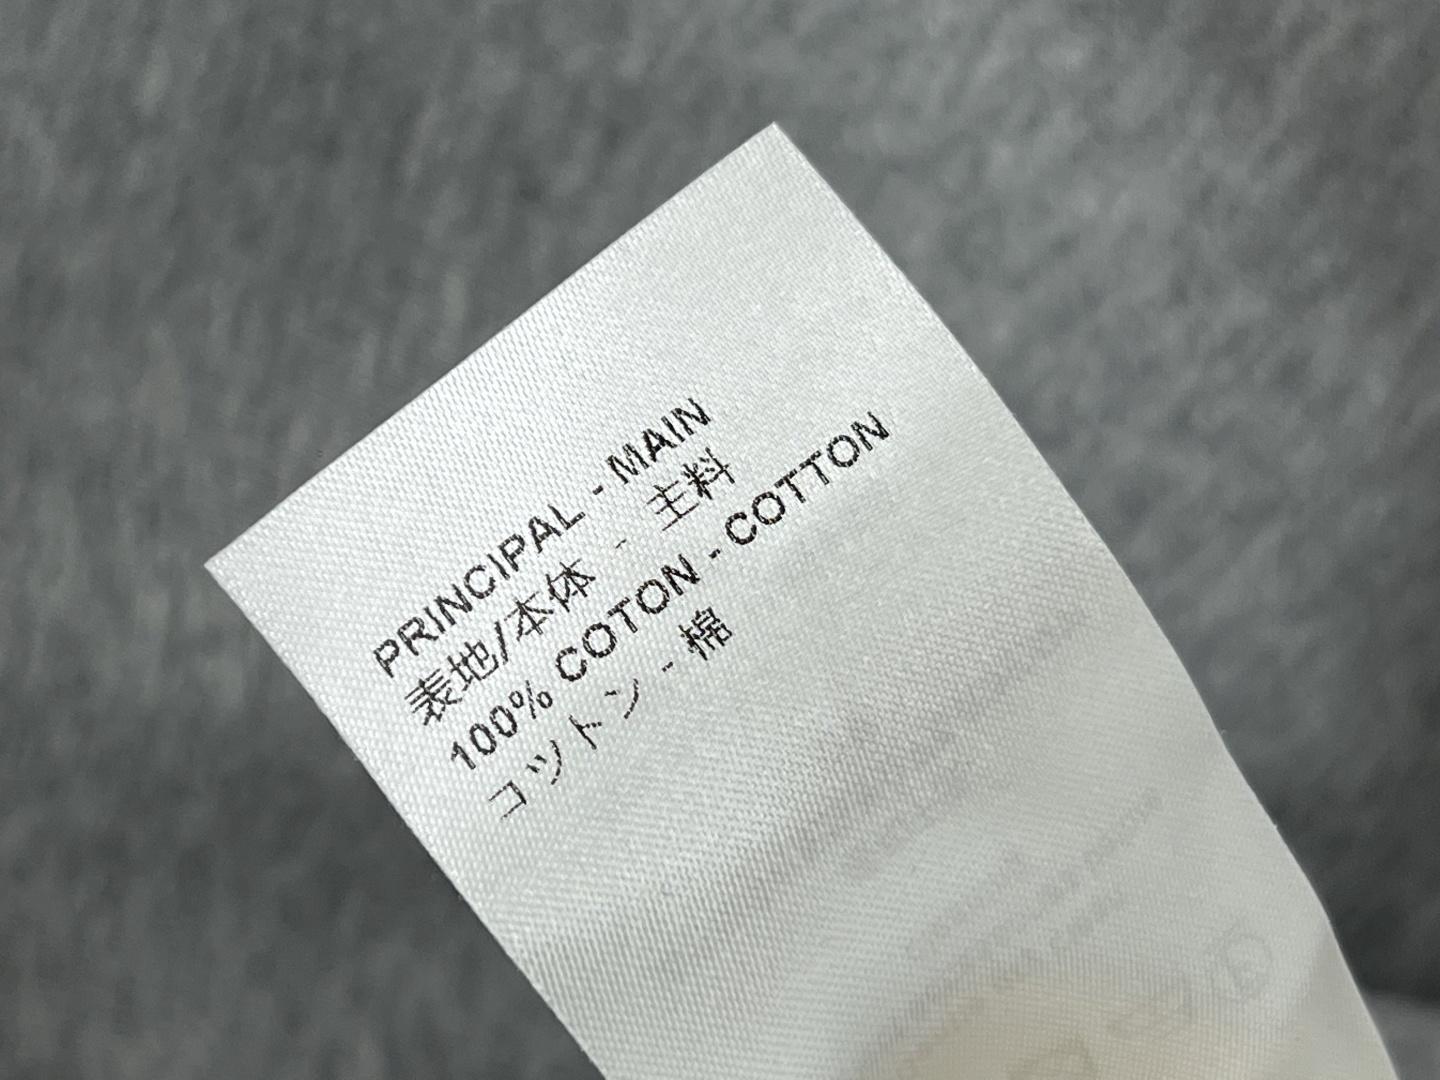 PRINCIPAL - MAIN
表地/本体 - 主料
100% COTON - COTTON
コットン - 棉